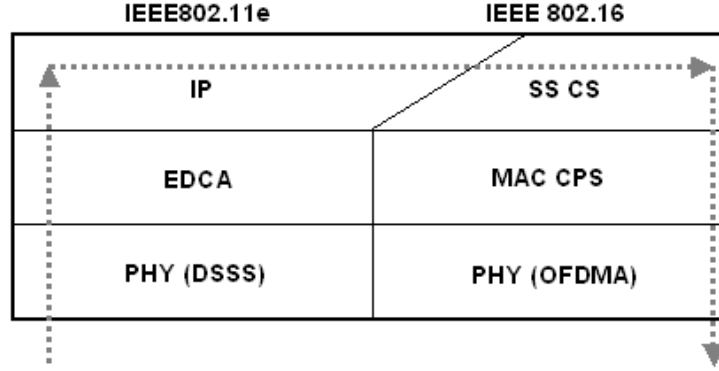 IEEE802.11e IEEE 802.16
IP SS CS
EDCA MAC CPS
PHY (DSSS) PHY (OFDMA)